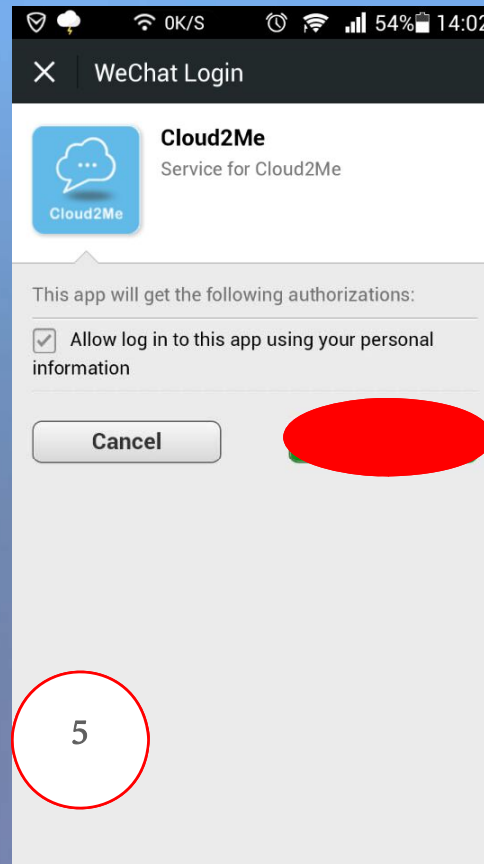 0K/S 54% 14:02
WeChat Login
Cloud2Me
Service for Cloud2Me
Cloud2Me
This app will get the following authorizations:
Allow log in to this app using your personal
information
Cancel
5